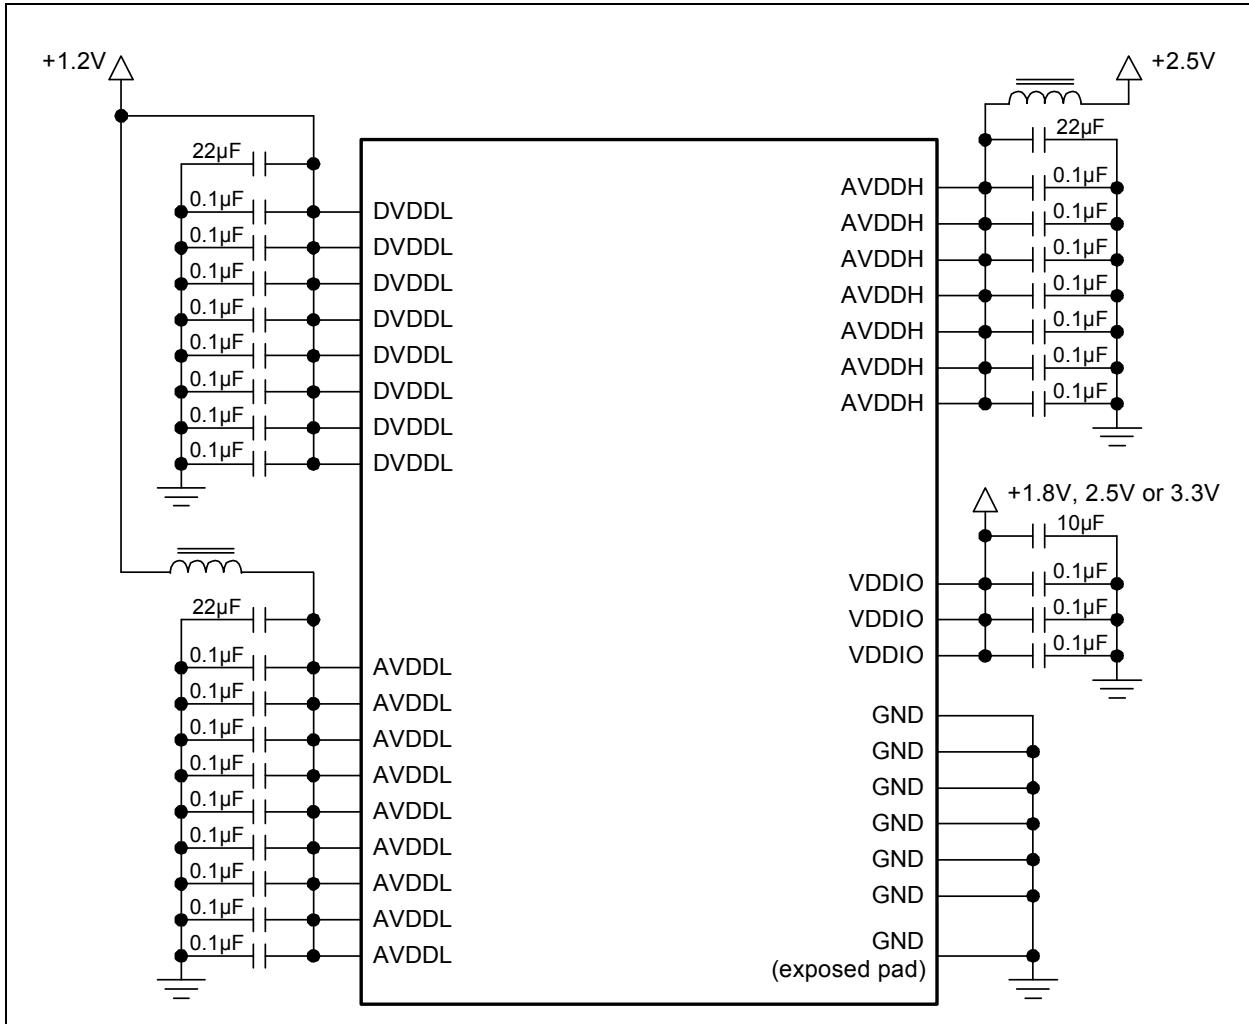 +1.2V
22µF
0.1µF DVDDL
0.1µF DVDDL
0.1µF DVDDL
0.1µF DVDDL
0.1µF DVDDL
0.1µF DVDDL
0.1µF DVDDL
0.1µF DVDDL
22µF
0.1µF AVDDL
0.1µF AVDDL
0.1µF AVDDL
0.1µF AVDDL
0.1µF AVDDL
0.1µF AVDDL
0.1µF AVDDL
0.1µF AVDDL
0.1µF AVDDL
+2.5V
22µF
AVDDH 0.1µF
AVDDH 0.1µF
AVDDH 0.1µF
AVDDH 0.1µF
AVDDH 0.1µF
AVDDH 0.1µF
AVDDH 0.1µF
+1.8V, 2.5V or 3.3V
10µF
VDDIO 0.1µF
VDDIO 0.1µF
VDDIO 0.1µF
GND
GND
GND
GND
GND
GND
GND
(exposed pad)